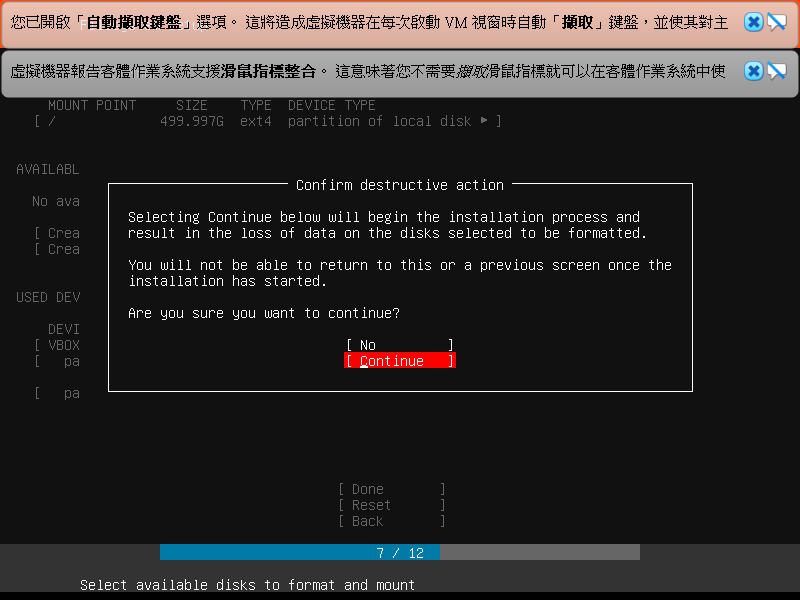 您已開啟「自動擷取鍵盤」選項。 這將造成虛擬機器在每次啟動 VM 視窗時自動「擷取」鍵盤，並使其對主
虛擬機器報告客體作業系統支援滑鼠指標整合。 這意味著您不需要擷取滑鼠指標就可以在客體作業系統中使
MOUNT POINT SIZE TYPE DEVICE TYPE
[ / 499.997G ext4 partition of local disk ▸ ]
AVAILABL
No ava
[ Crea
[ Crea
USED DEV
DEVI
[ VBOX
[ pa
[ pa
Confirm destructive action
Selecting Continue below will begin the installation process and
result in the loss of data on the disks selected to be formatted.
You will not be able to return to this or a previous screen once the
installation has started.
Are you sure you want to continue?
[ No ]
[ Continue ]
[ Done ]
[ Reset ]
[ Back ]
7 / 12
Select available disks to format and mount